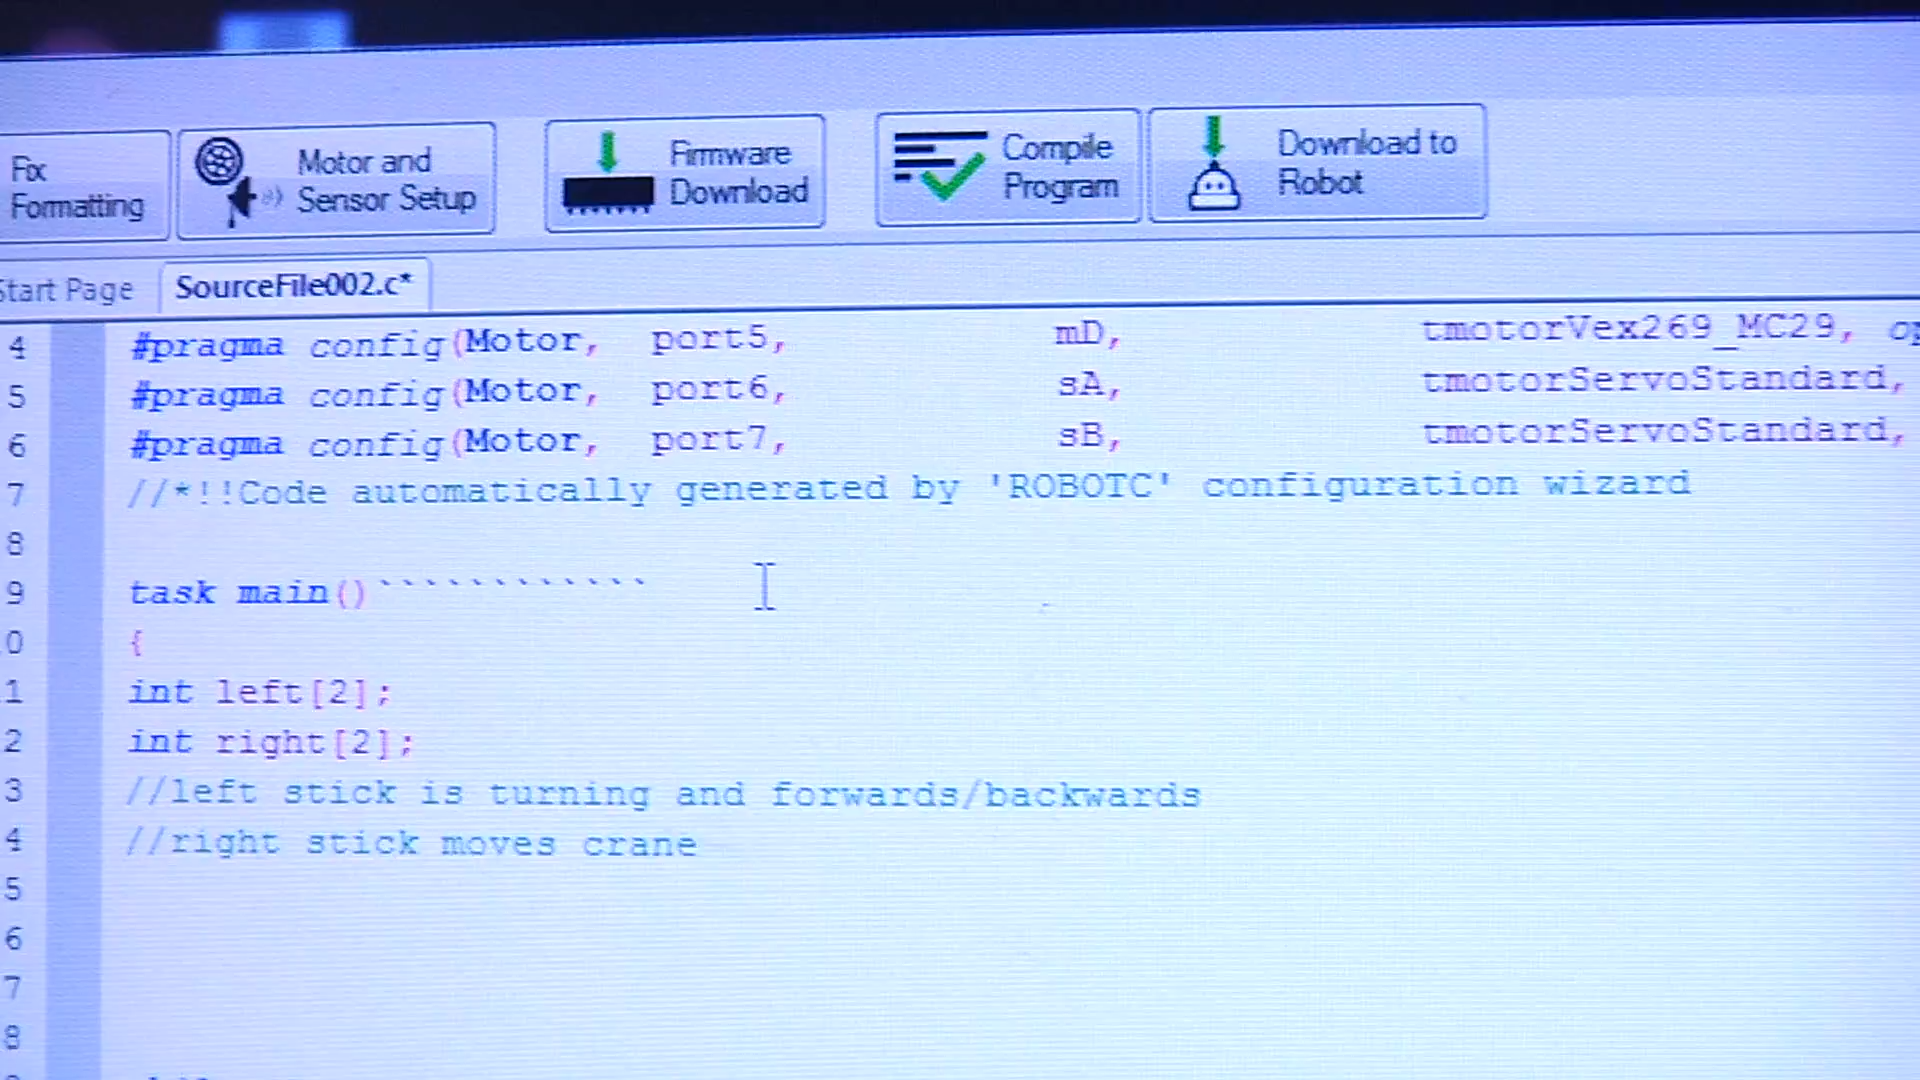 Fix Formatting
Motor and Sensor Setup
Firmware Download
Compile Program
Download to Robot
Start Page
SourceFile002.c*
4 #pragma config(Motor, port5, mD, tmotorVex269_MC29,
5 #pragma config(Motor, port6, sA, tmotorServoStandard,
6 #pragma config(Motor, port7, sB, tmotorServoStandard,
7 //*!!Code automatically generated by 'ROBOTC' configuration wizard
8
9 task main()````````````
0 {
1 int left[2];
2 int right[2];
3 //left stick is turning and forwards/backwards
4 //right stick moves crane
5
6
7
8